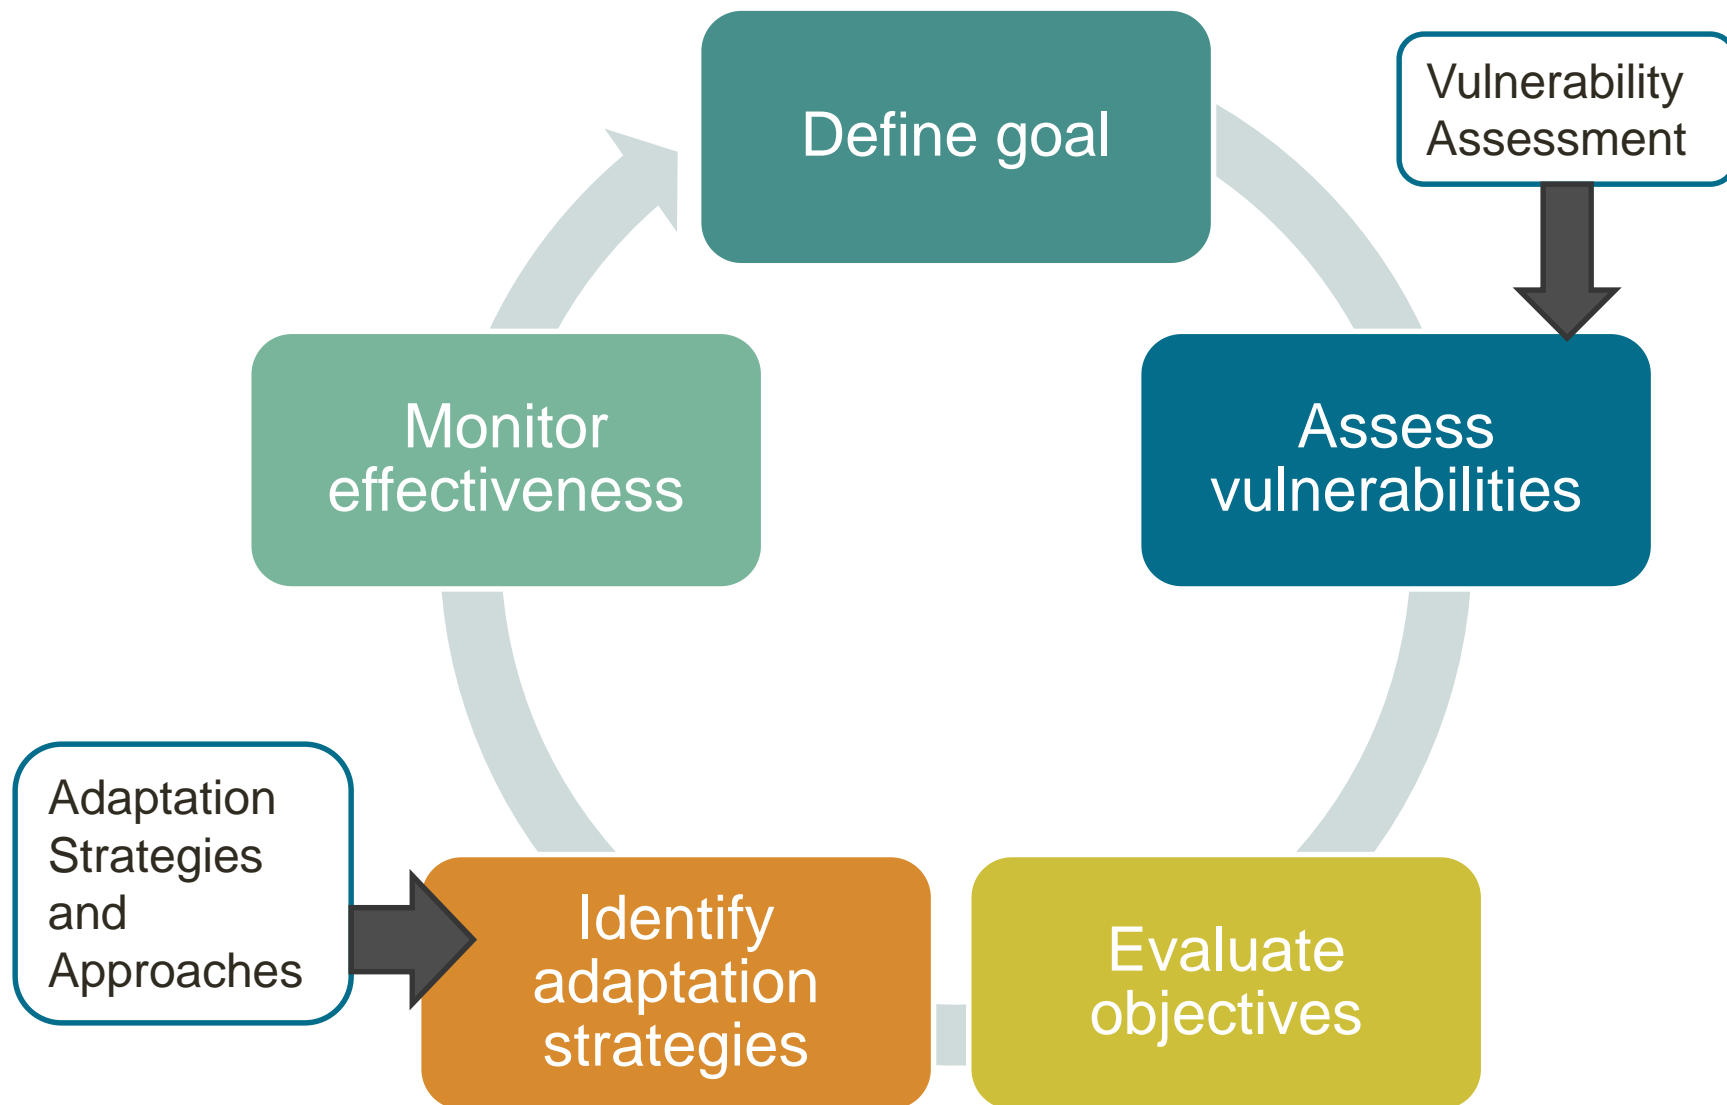 Define goal
Vulnerability
Assessment
Assess
vulnerabilities
Evaluate
objectives
Identify
adaptation
strategies
Adaptation
Strategies
and
Approaches
Monitor
effectiveness